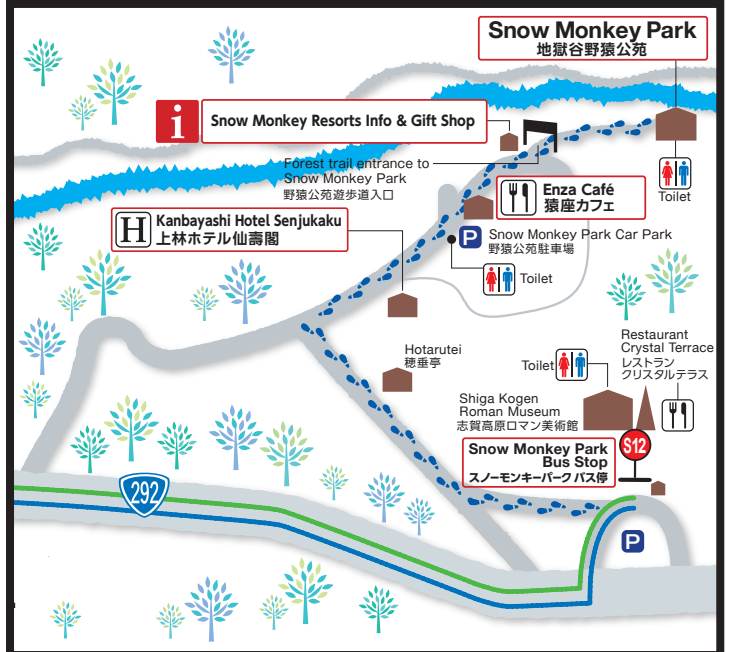 Snow Monkey Park
地獄谷野猿公苑
i
Snow Monkey Resorts Info & Gift Shop
Forest trail entrance to
Snow Monkey Park
野猿公苑遊歩道入口
Toilet
Enza Café
猿座カフェ
H
Kanbayashi Hotel Senjukaku
上林ホテル仙壽閣
P
Snow Monkey Park Car Park
野猿公苑駐車場
Toilet
Hotarutei
穂垂亭
Restaurant
Crystal Terrace
レストラン
クリスタルテラス
Toilet
Shiga Kogen
Roman Museum
志賀高原ロマン美術館
S12
Snow Monkey Park
Bus Stop
スノーモンキーパーク バス停
292
P